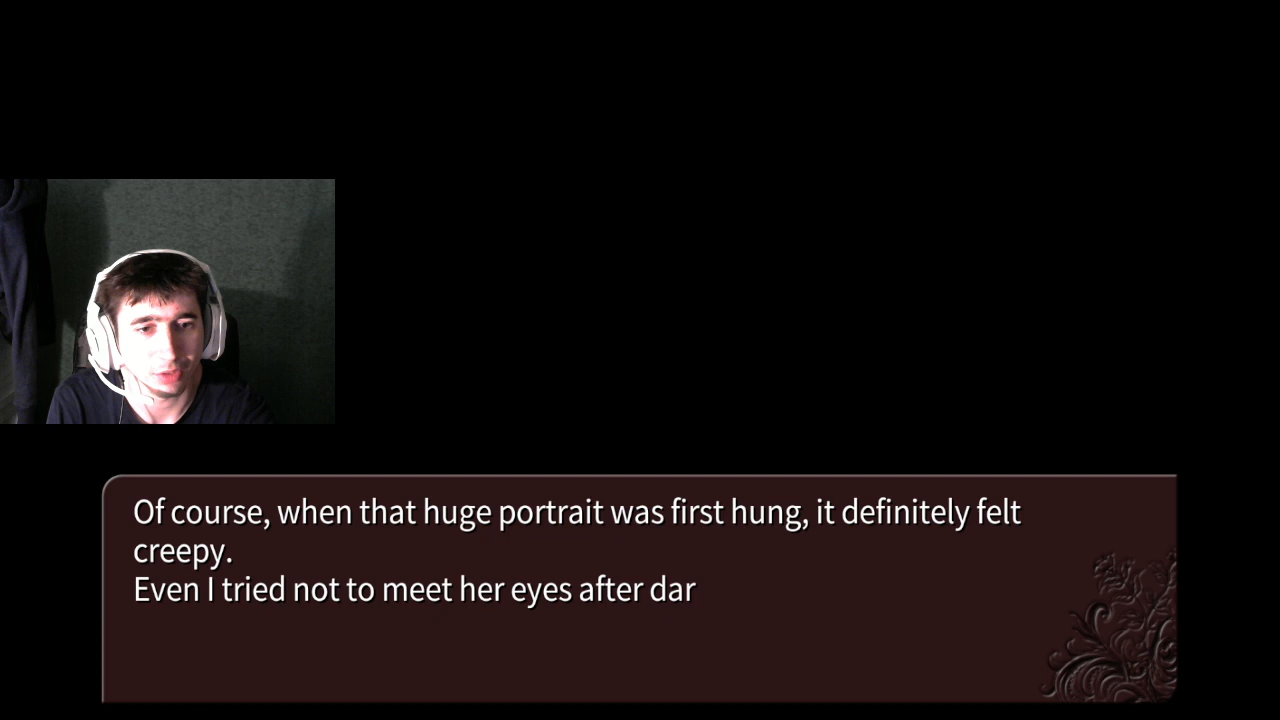 Of course, when that huge portrait was first hung, it definitely felt
creepy.
Even I tried not to meet her eyes after dar